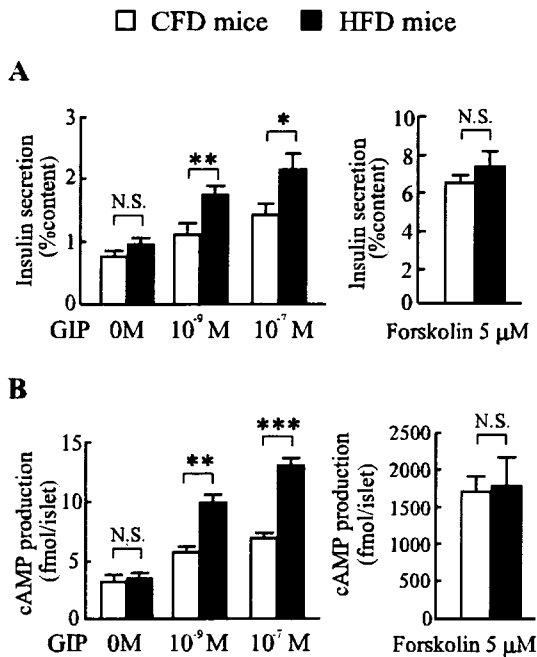 CFD mice HFD mice
A
Insulin secretion
(%content)
3
2
1
0
N.S.
**
*
GIP 0M 10⁻⁹ M 10⁻⁷ M
Insulin secretion
(%content)
10
8
6
4
2
0
N.S.
Forskolin 5 μM
B
cAMP production
(fmol/islet)
15
10
5
0
N.S.
**
***
GIP 0M 10⁻⁹ M 10⁻⁷ M
cAMP production
(fmol/islet)
2500
2000
1500
1000
500
0
N.S.
Forskolin 5 μM